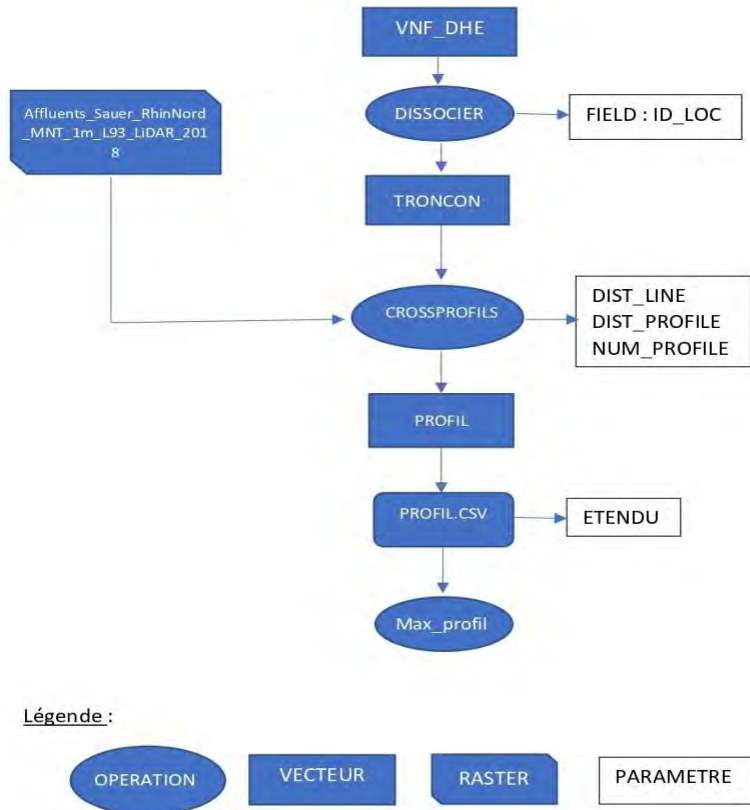 VNF_DHE
Affluents_Sauer_RhinNord
_MNT_1m_L93_LiDAR_201
8
DISSOCIER
FIELD : ID_LOC
TRONCON
CROSSPROFILS
DIST_LINE
DIST_PROFILE
NUM_PROFILE
PROFIL
PROFIL.CSV
ETENDU
Max_profil
Légende :
OPERATION
VECTEUR
RASTER
PARAMETRE